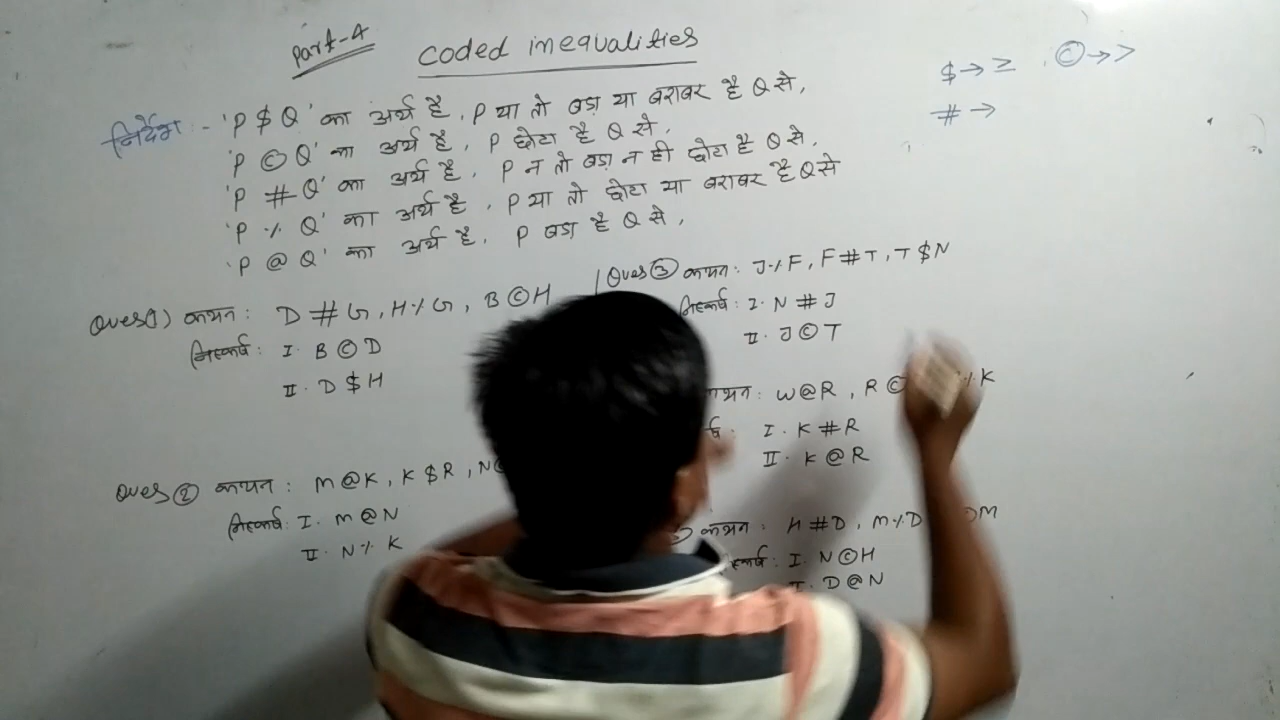 Part-4
Coded inequalities
$→ ≥ . ©→>
# →
निर्देश :- 'P $ Q' का अर्थ है, P या तो बड़ा या बराबर है Q से,
'P © Q' का अर्थ है, P छोटा है Q से,
'P # Q' का अर्थ है, P न तो बड़ा न ही छोटा है Q से,
'P % Q' का अर्थ है, P या तो छोटा या बराबर है Q से
'P @ Q' का अर्थ है, P बड़ा है Q से,
Ques① कथन : D # G, H % G, B © H
निष्कर्ष : I. B © D
II. D $ H
Ques② कथन : M @ K, K $ R, N
निष्कर्ष : I. M @ N
II. N % K
Ques③ कथन : J % F, F # T, T $ N
निष्कर्ष : I. N # J
II. J © T
कथन : W @ R, R © % K
I. K # R
II. K @ R
कथन : H # D, M % D M
I. N © H
II. D @ N